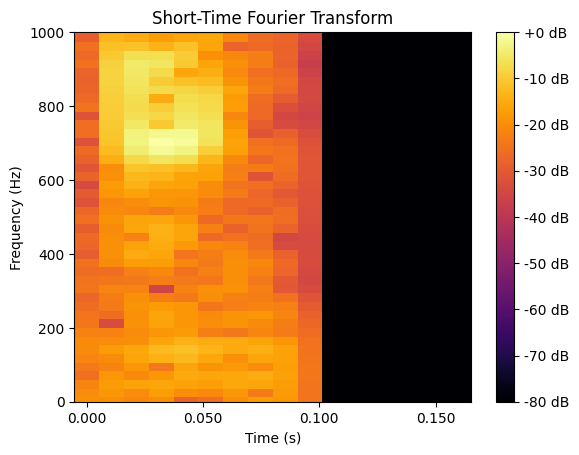 Short-Time Fourier Transform
1000
800
600
400
200
0
Frequency (Hz)
0.000
0.050
0.100
0.150
Time (s)
+0 dB
-10 dB
-20 dB
-30 dB
-40 dB
-50 dB
-60 dB
-70 dB
-80 dB